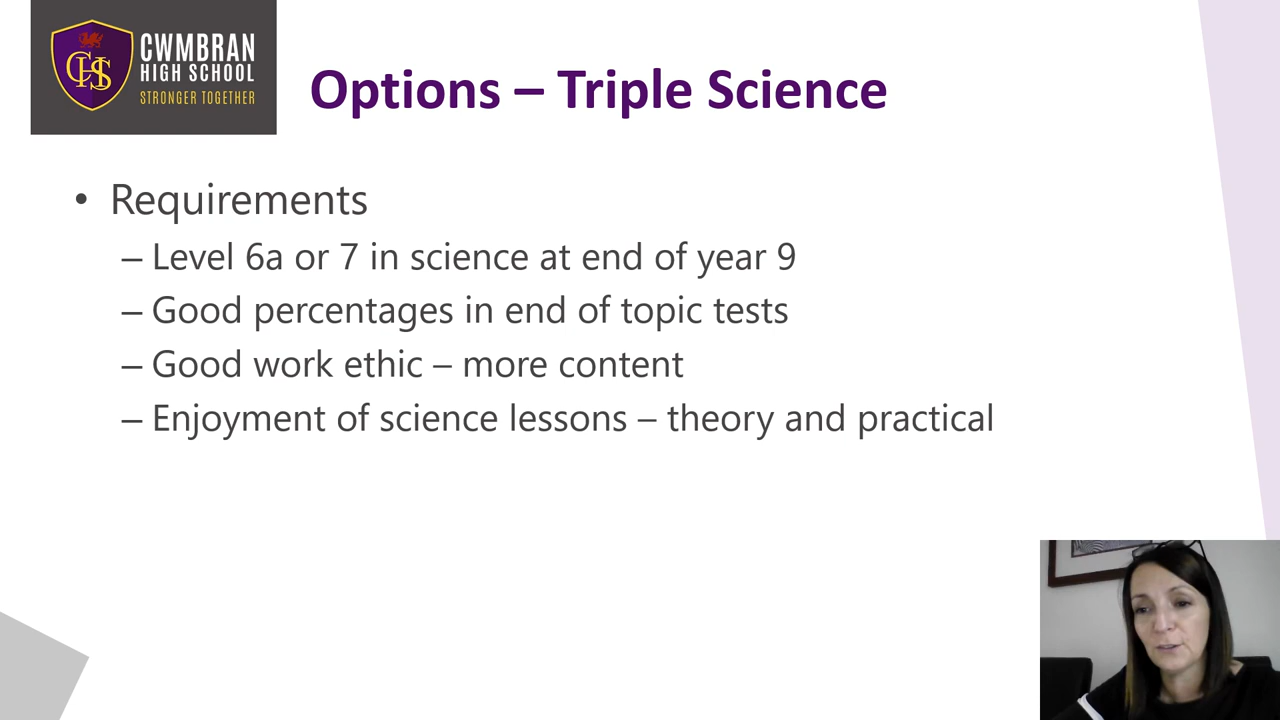 CWMBRAN
HIGH SCHOOL
STRONGER TOGETHER
CHS
Options – Triple Science
• Requirements
– Level 6a or 7 in science at end of year 9
– Good percentages in end of topic tests
– Good work ethic – more content
– Enjoyment of science lessons – theory and practical